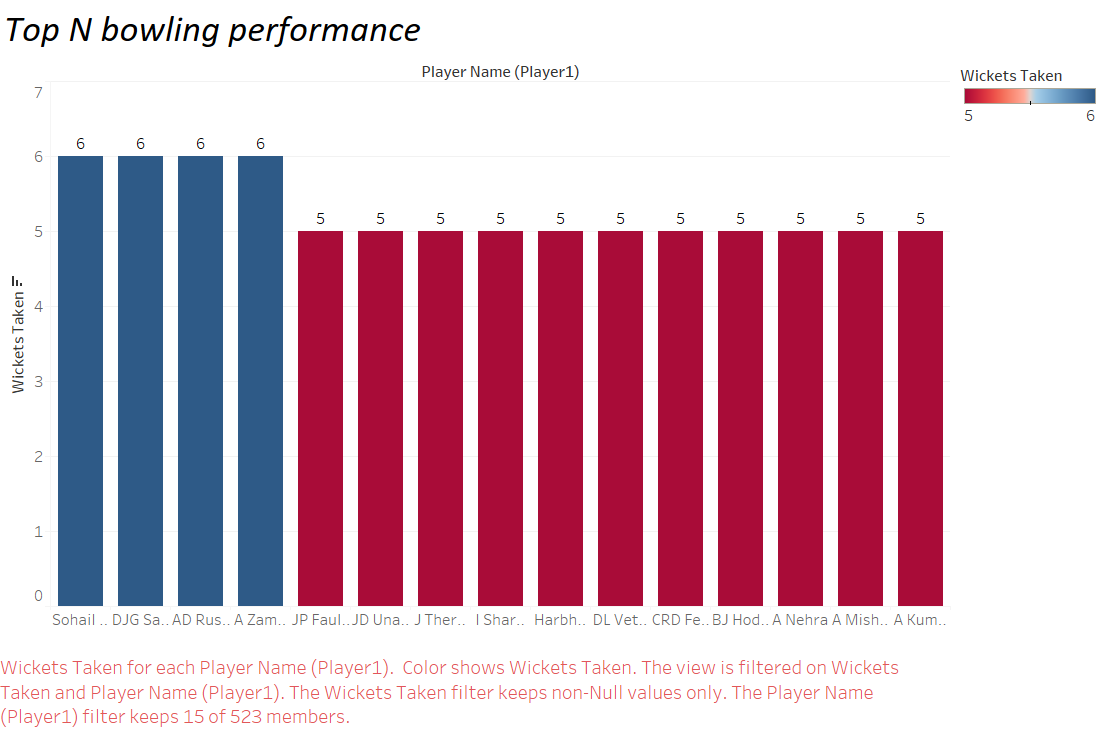 Top N bowling performance
Player Name (Player1)
Wickets Taken
5 6
7
6
5
4
3
2
1
0
Wickets Taken
6 6 6 6 5 5 5 5 5 5 5 5 5 5 5
Sohail .. DJG Sa.. AD Rus.. A Zam.. JP Faul.. JD Una.. J Ther.. I Shar.. Harbh.. DL Vet.. CRD Fe.. BJ Hod.. A Nehra A Mish.. A Kum..
Wickets Taken for each Player Name (Player1).  Color shows Wickets Taken. The view is filtered on Wickets
Taken and Player Name (Player1). The Wickets Taken filter keeps non-Null values only. The Player Name
(Player1) filter keeps 15 of 523 members.